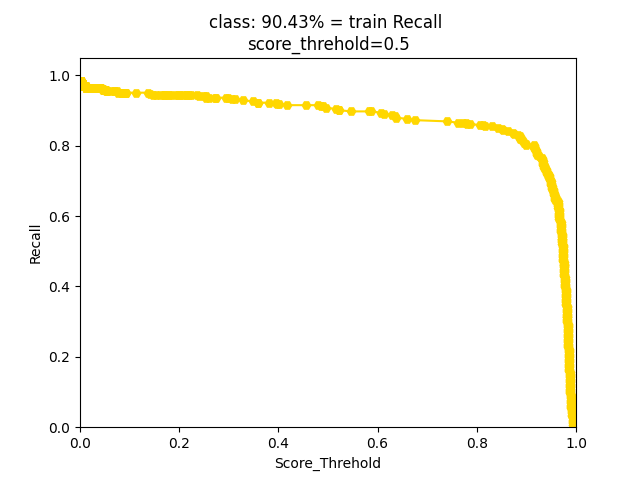 class: 90.43% = train Recall
score_threhold=0.5
1.0
0.8
0.6
0.4
0.2
0.0
Recall
0.0 0.2 0.4 0.6 0.8 1.0
Score_Threhold